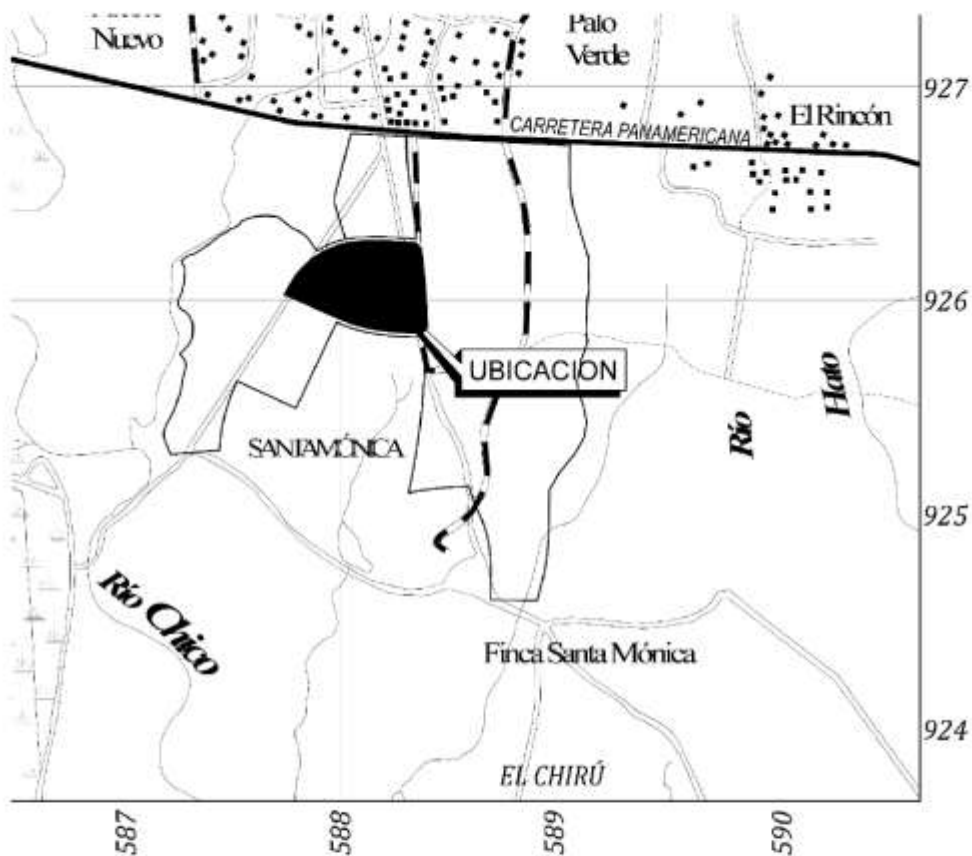 Nuevo
Palo
Verde
927
El Rincón
CARRETERA PANAMERICANA
926
UBICACION
Río Hato
SANTAMÓNICA
925
Río Chico
Finca Santa Mónica
924
EL CHIRÚ
587
588
589
590